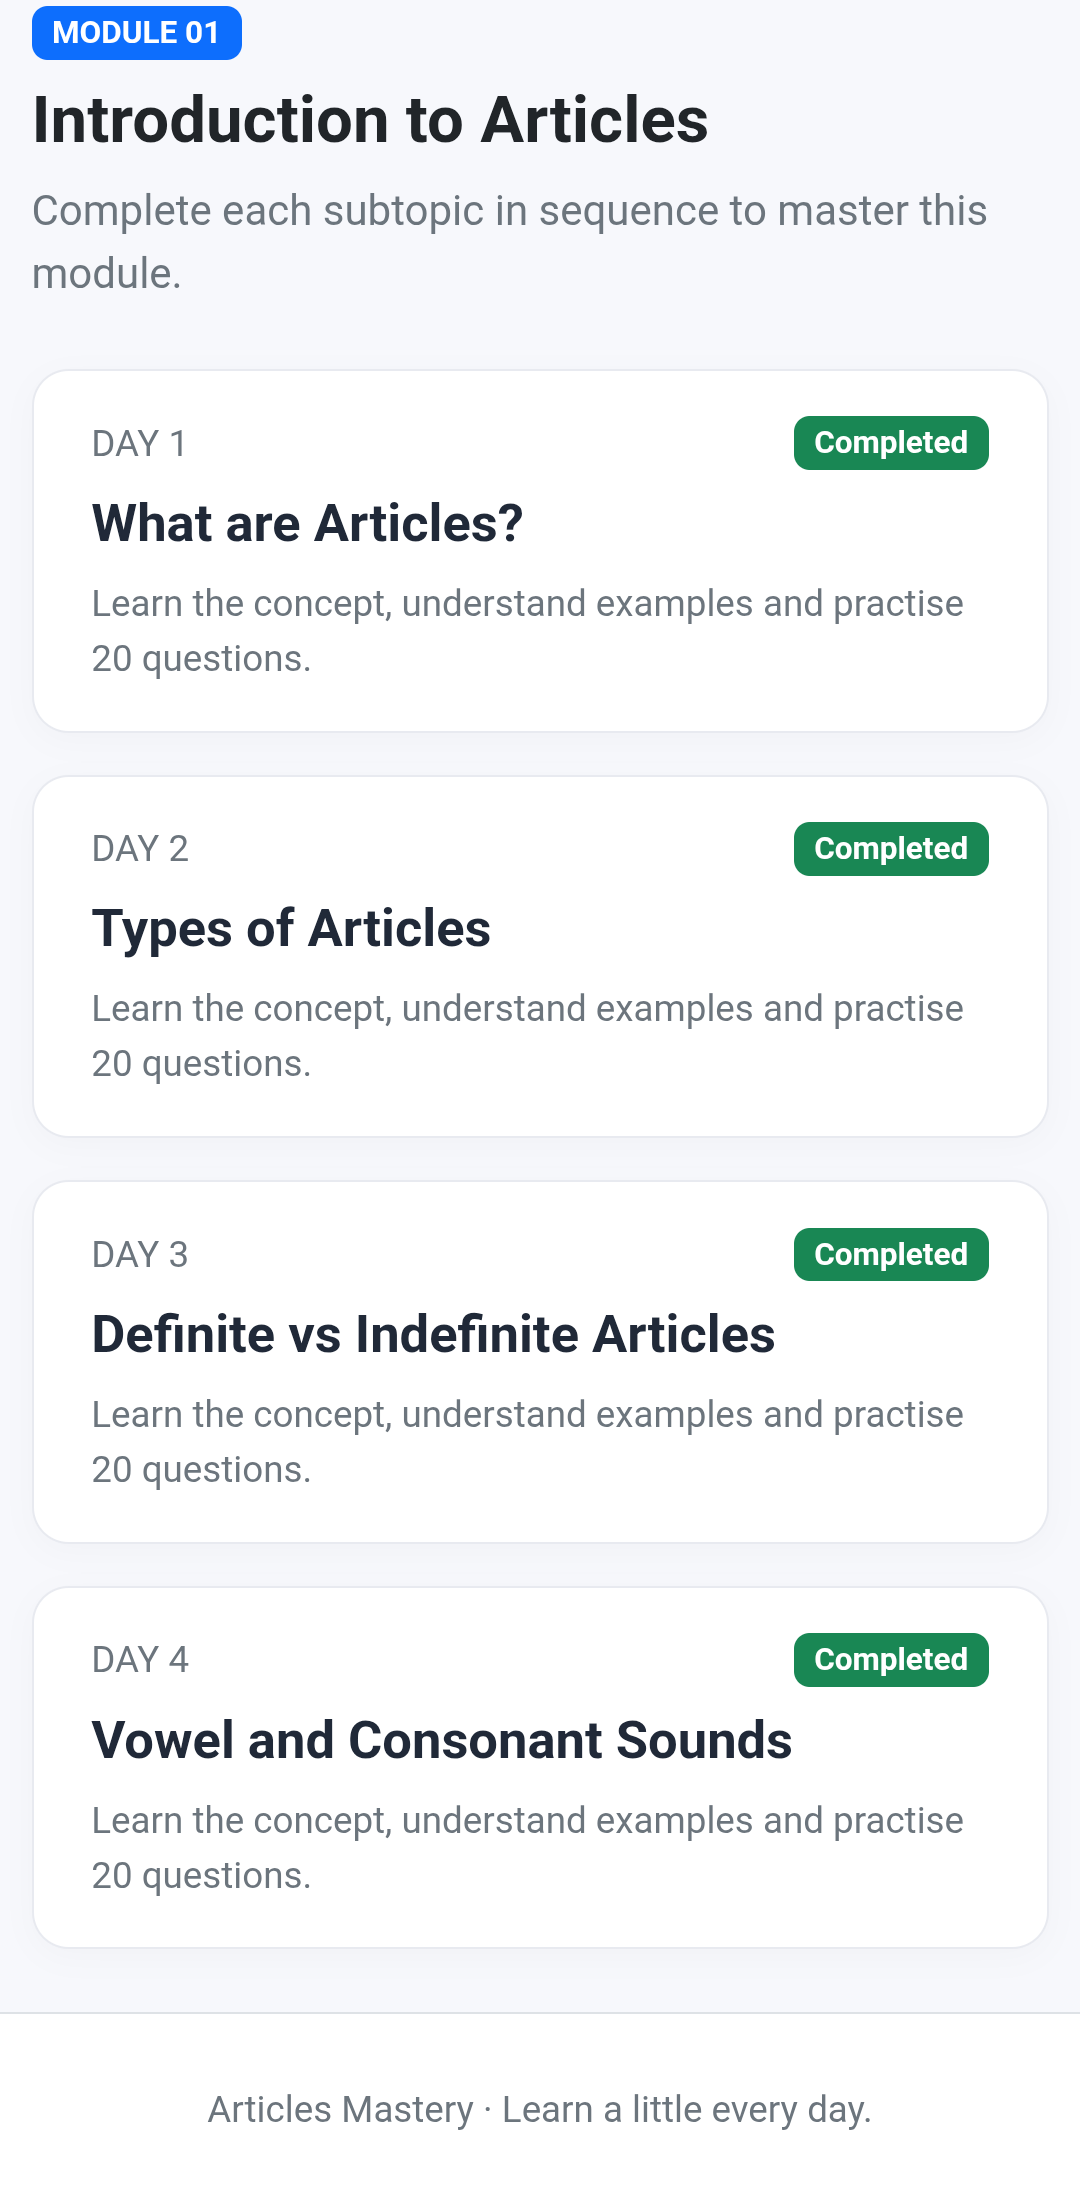 MODULE 01
Introduction to Articles
Complete each subtopic in sequence to master this
module.
DAY 1
Completed
What are Articles?
Learn the concept, understand examples and practise
20 questions.
DAY 2
Completed
Types of Articles
Learn the concept, understand examples and practise
20 questions.
DAY 3
Completed
Definite vs Indefinite Articles
Learn the concept, understand examples and practise
20 questions.
DAY 4
Completed
Vowel and Consonant Sounds
Learn the concept, understand examples and practise
20 questions.
Articles Mastery · Learn a little every day.